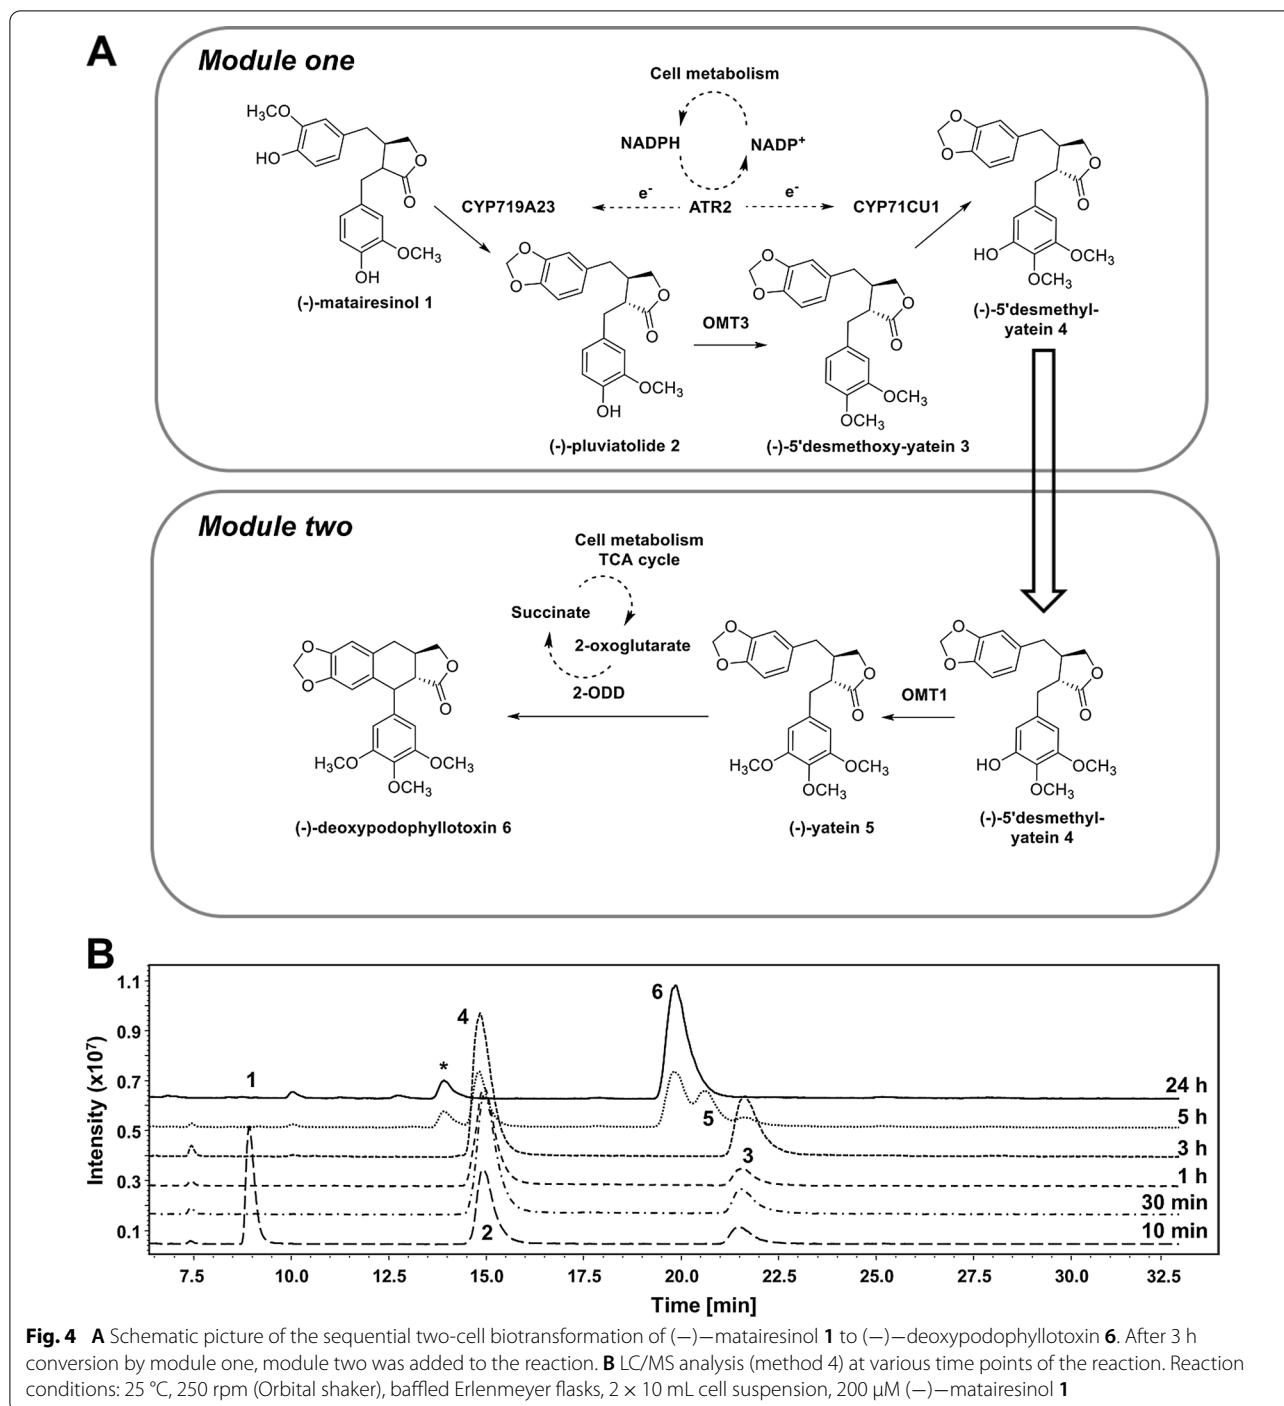 A
Module one
Cell metabolism
NADPH
NADP+
H₃CO
HO
O
O
OCH₃
OH
(-)-matairesinol 1
CYP719A23
e-
ATR2
e-
CYP71CU1
O
O
O
O
OCH₃
OH
(-)-pluviatolide 2
OMT3
O
O
O
O
OCH₃
OCH₃
(-)-5'desmethoxy-yatein 3
O
O
O
O
HO
OCH₃
OCH₃
(-)-5'desmethyl-
yatein 4
Module two
Cell metabolism
TCA cycle
Succinate
2-oxoglutarate
2-ODD
O
O
O
O
H₃CO
OCH₃
OCH₃
(-)-deoxypodophyllotoxin 6
O
O
O
O
H₃CO
OCH₃
OCH₃
(-)-yatein 5
OMT1
O
O
O
O
HO
OCH₃
OCH₃
(-)-5'desmethyl-
yatein 4
B
Intensity (x10⁷)
1.1
0.9
0.7
0.5
0.3
0.1
1
*
4
2
6
5
3
24 h
5 h
3 h
1 h
30 min
10 min
7.5 10.0 12.5 15.0 17.5 20.0 22.5 25.0 27.5 30.0 32.5
Time [min]
Fig. 4 A Schematic picture of the sequential two-cell biotransformation of (−)−matairesinol 1 to (−)−deoxypodophyllotoxin 6. After 3 h
conversion by module one, module two was added to the reaction. B LC/MS analysis (method 4) at various time points of the reaction. Reaction
conditions: 25 °C, 250 rpm (Orbital shaker), baffled Erlenmeyer flasks, 2 × 10 mL cell suspension, 200 µM (−)−matairesinol 1